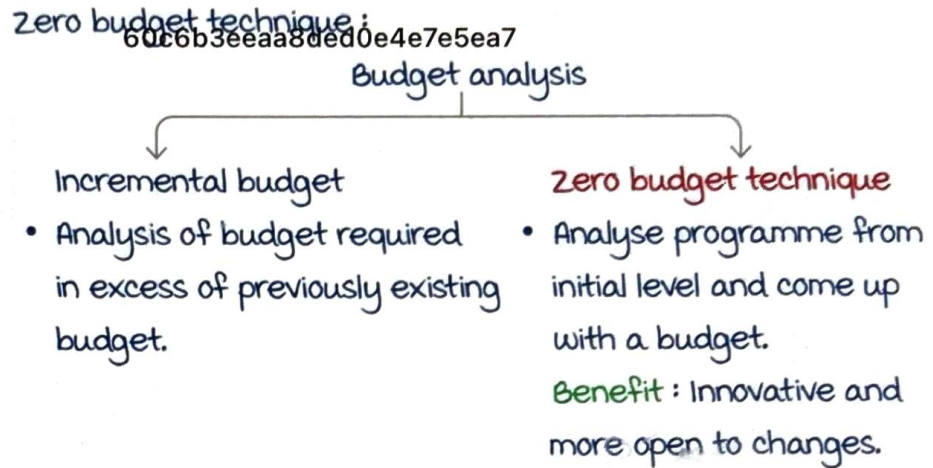 Zero budget technique :
60c6b3eeaa8ded0e4e7e5ea7
Budget analysis
Incremental budget
• Analysis of budget required
in excess of previously existing
budget.
Zero budget technique
• Analyse programme from
initial level and come up
with a budget.
Benefit : Innovative and
more open to changes.